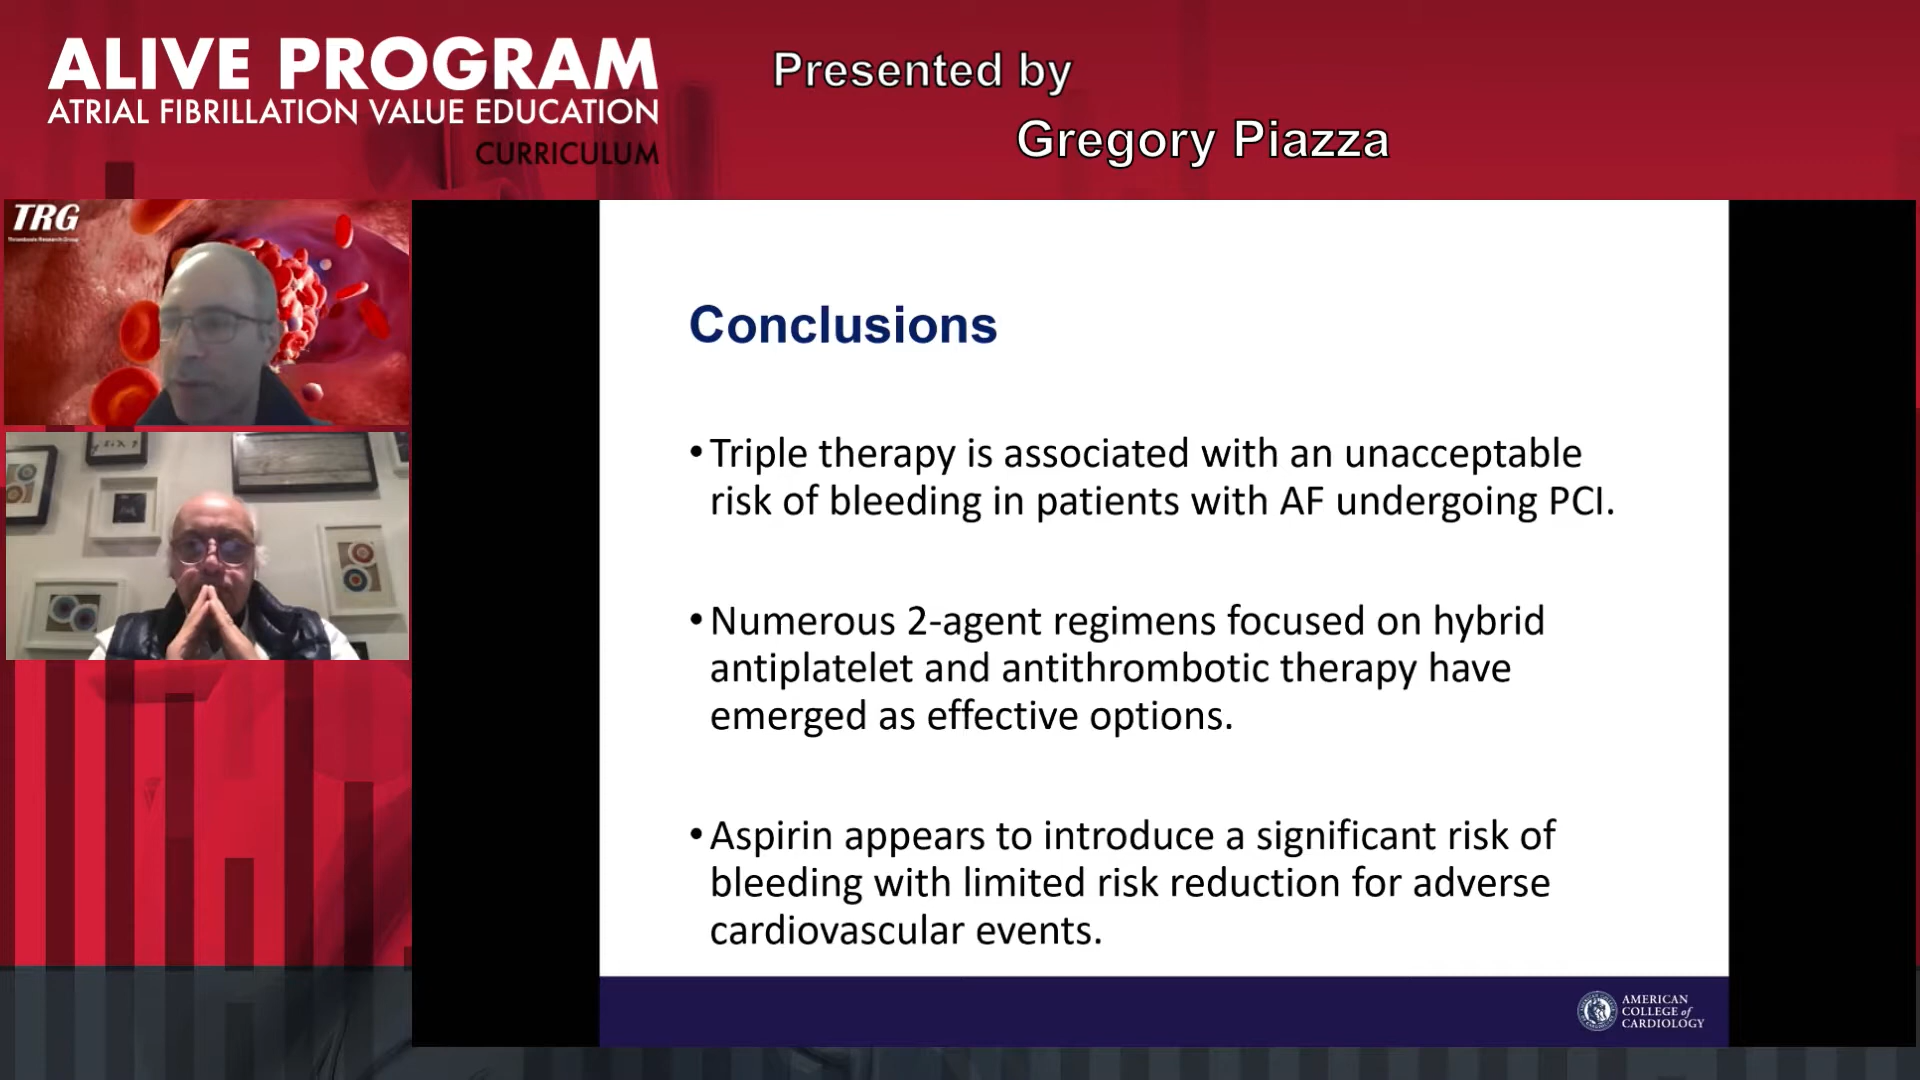 ALIVE PROGRAM
ATRIAL FIBRILLATION VALUE EDUCATION
CURRICULUM
Presented by
Gregory Piazza
TRG
Thrombosis Research Group
Conclusions
•Triple therapy is associated with an unacceptable
risk of bleeding in patients with AF undergoing PCI.
•Numerous 2-agent regimens focused on hybrid
antiplatelet and antithrombotic therapy have
emerged as effective options.
•Aspirin appears to introduce a significant risk of
bleeding with limited risk reduction for adverse
cardiovascular events.
AMERICAN
COLLEGE of
CARDIOLOGY